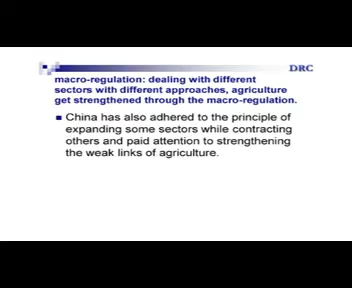 DRC
macro-regulation: dealing with different
sectors with different approaches, agriculture
get strengthened through the macro-regulation.
China has also adhered to the principle of
expanding some sectors while contracting
others and paid attention to strengthening
the weak links of agriculture.